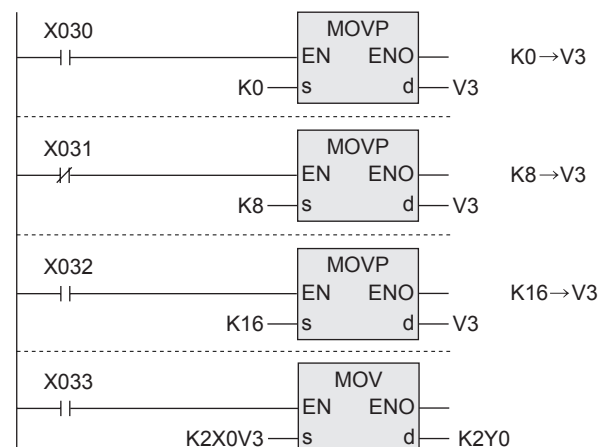 X030
MOVP
EN ENO
K0→V3
K0 s d V3
X031
MOVP
EN ENO
K8→V3
K8 s d V3
X032
MOVP
EN ENO
K16→V3
K16 s d V3
X033
MOV
EN ENO
K2X0V3 s d K2Y0